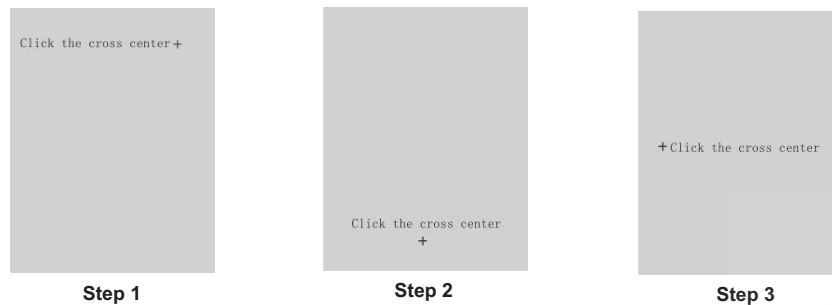 Click the cross center+
Step 1
Click the cross center
+
Step 2
+Click the cross center
Step 3